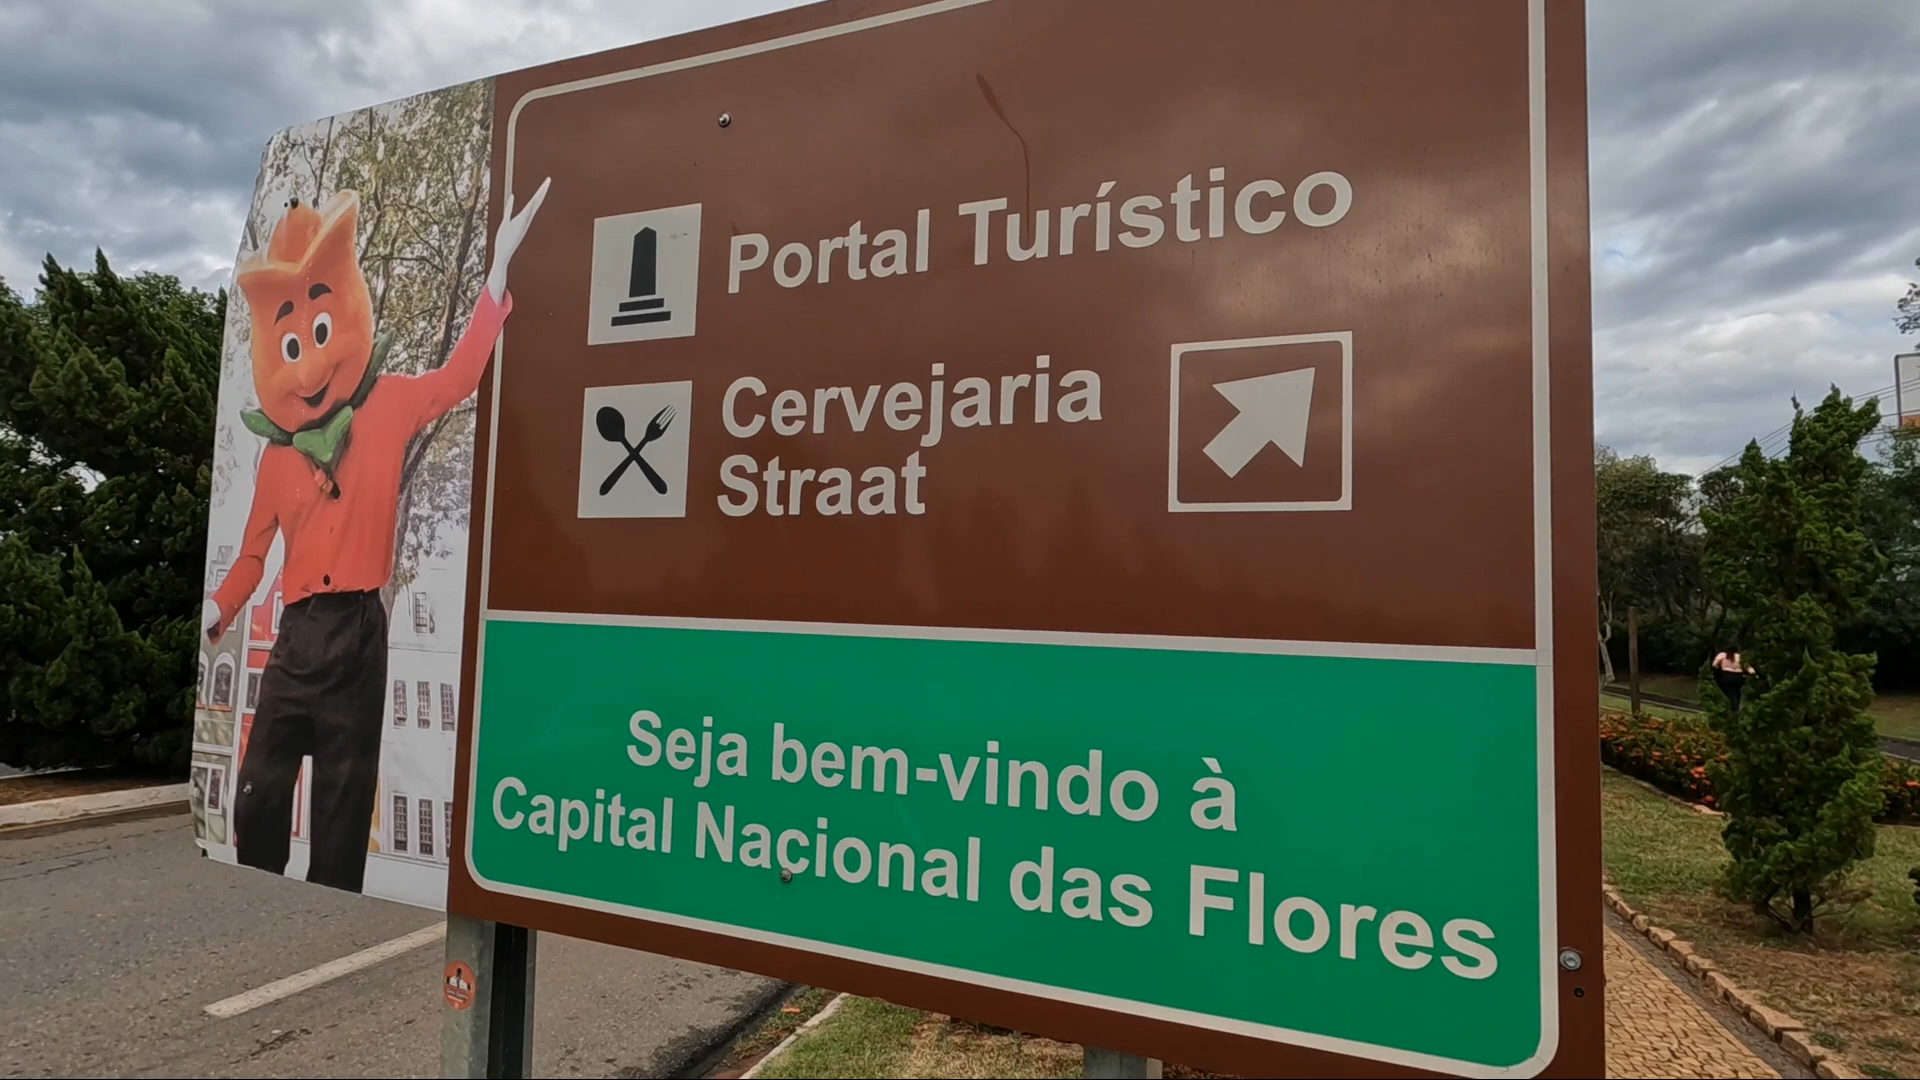 Portal Turístico
Cervejaria
Straat
Seja bem-vindo à
Capital Nacional das Flores